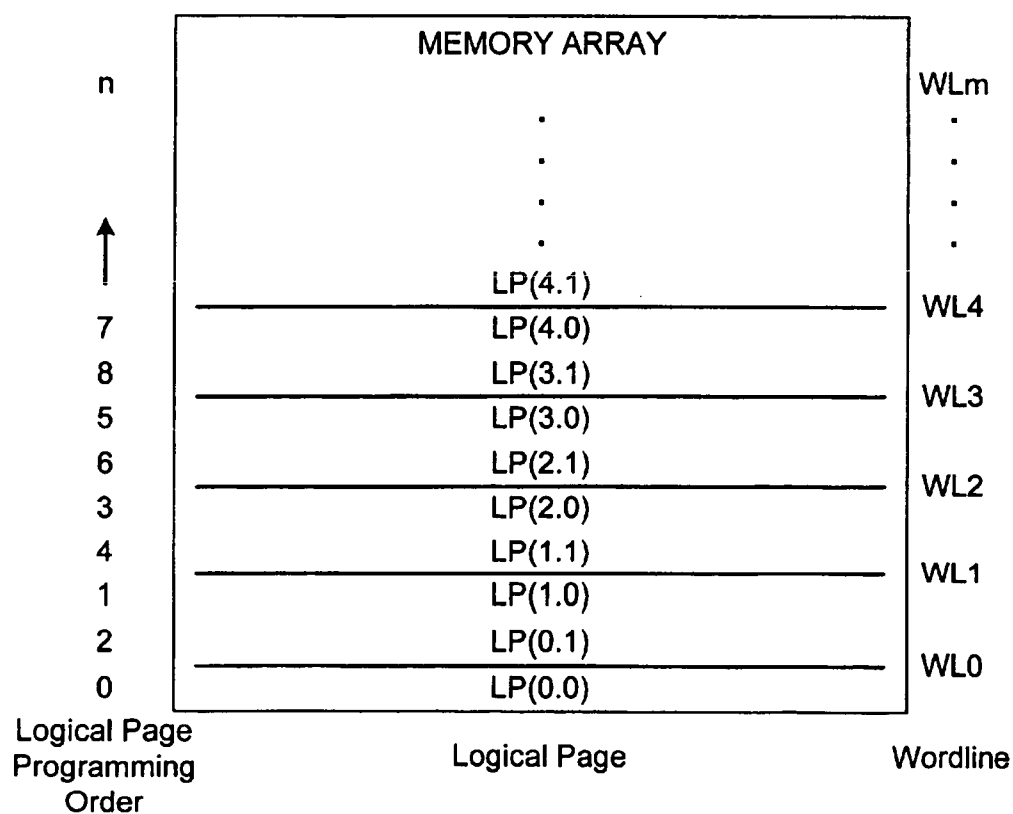 MEMORY ARRAY
n WLm
LP(4.1)
WL4
7 LP(4.0)
8 LP(3.1)
WL3
5 LP(3.0)
6 LP(2.1)
WL2
3 LP(2.0)
4 LP(1.1)
WL1
1 LP(1.0)
2 LP(0.1)
WL0
0 LP(0.0)
Logical Page
Programming
Order
Logical Page
Wordline